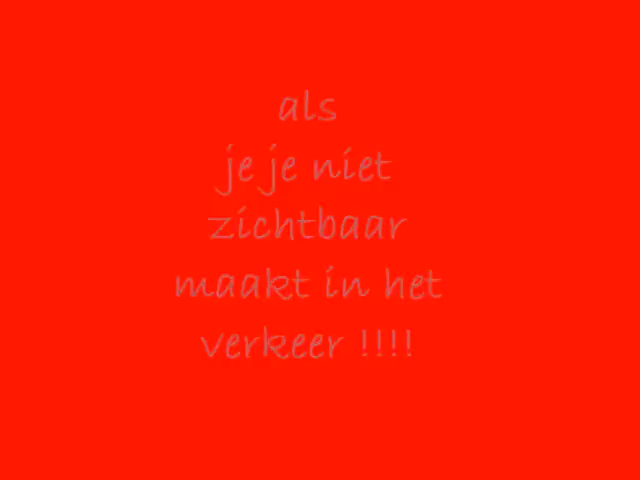 als
je je niet
zichtbaar
maakt in het
verkeer !!!!